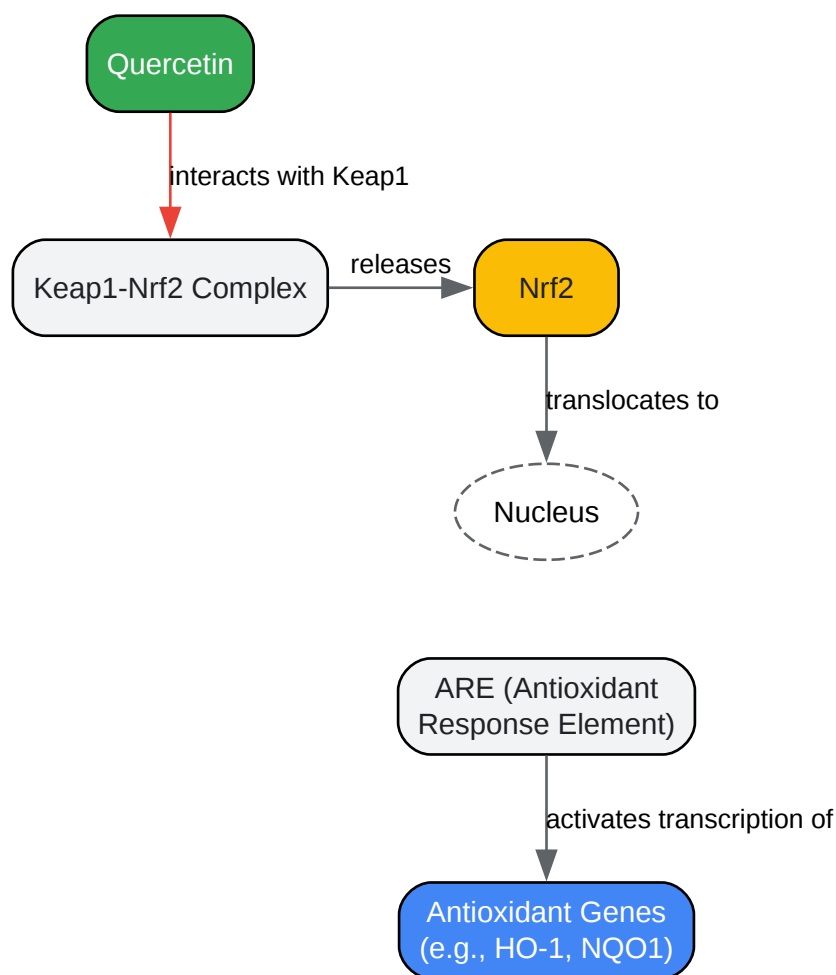 Quercetin
interacts with Keap1
Keap1-Nrf2 Complex
releases
Nrf2
translocates to
Nucleus
ARE (Antioxidant
Response Element)
activates transcription of
Antioxidant Genes
(e.g., HO-1, NQO1)